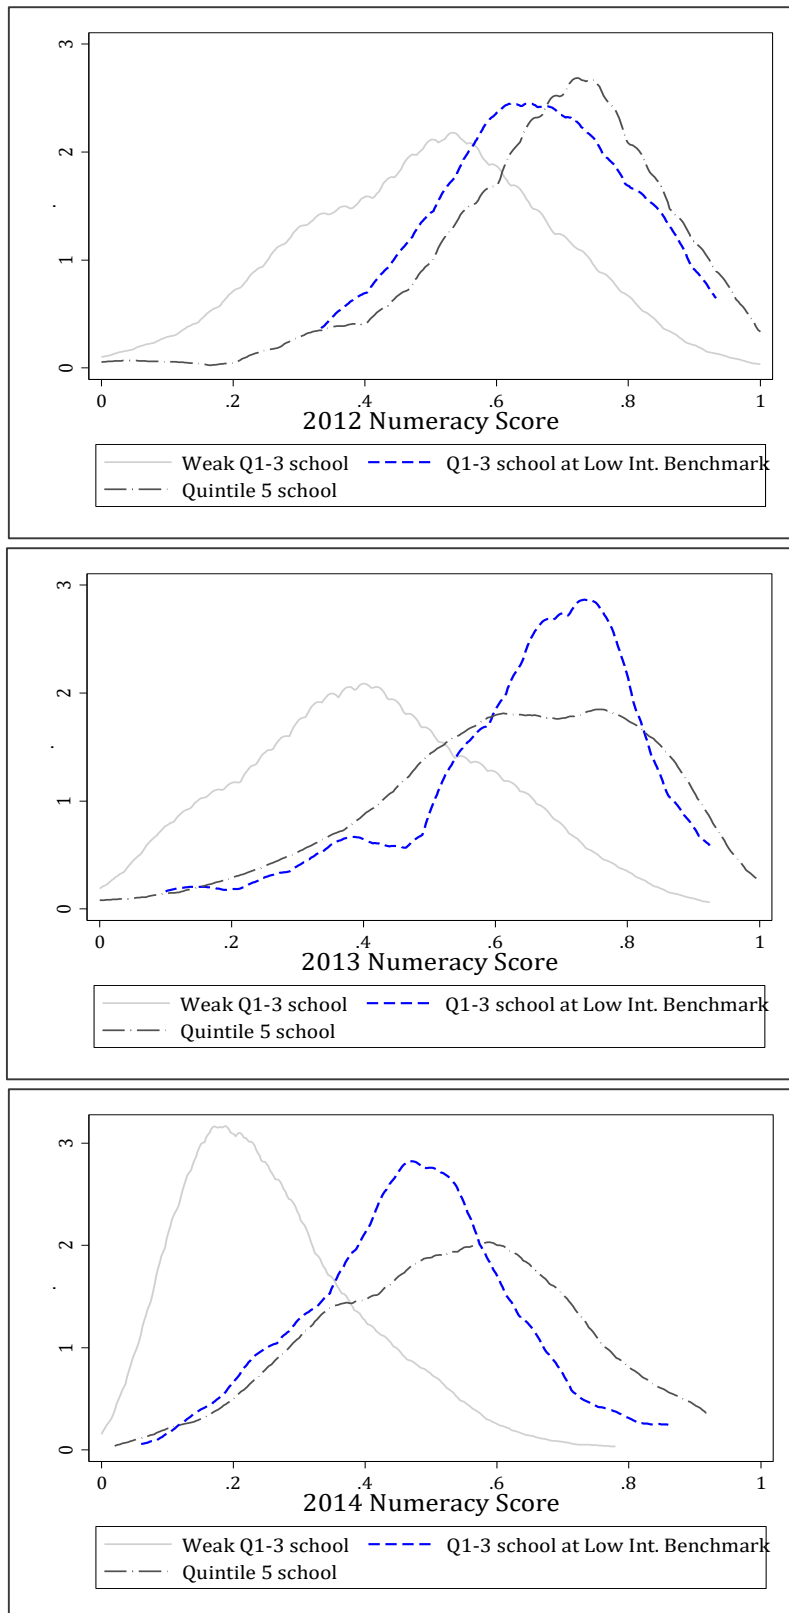 3
2
1
0
0 .2 .4 .6 .8 1
2012 Numeracy Score
Weak Q1-3 school Q1-3 school at Low Int. Benchmark
Quintile 5 school
3
2
1
0
0 .2 .4 .6 .8 1
2013 Numeracy Score
Weak Q1-3 school Q1-3 school at Low Int. Benchmark
Quintile 5 school
3
2
1
0
0 .2 .4 .6 .8 1
2014 Numeracy Score
Weak Q1-3 school Q1-3 school at Low Int. Benchmark
Quintile 5 school